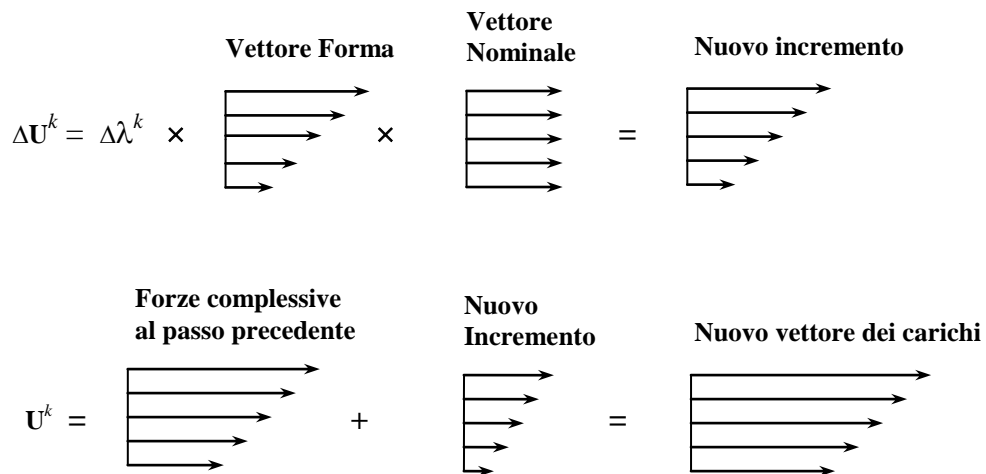 Vettore Forma
Vettore
Nominale
Nuovo incremento
ΔU^k = Δλ^k × × =
Forze complessive
al passo precedente
Nuovo
Incremento
Nuovo vettore dei carichi
U^k = + =